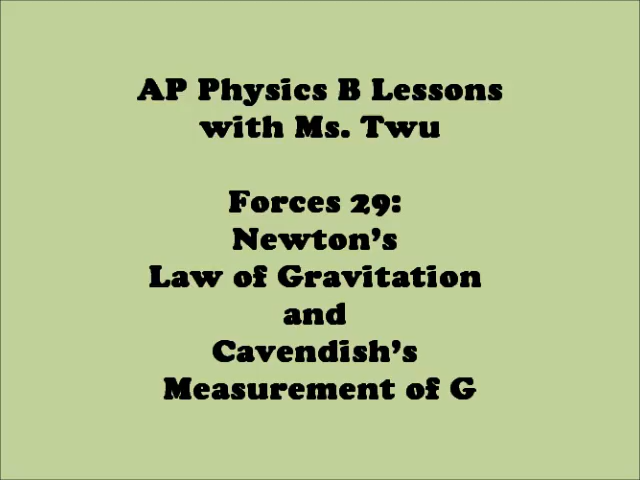 AP Physics B Lessons
with Ms. Twu
Forces 29:
Newton's
Law of Gravitation
and
Cavendish's
Measurement of G